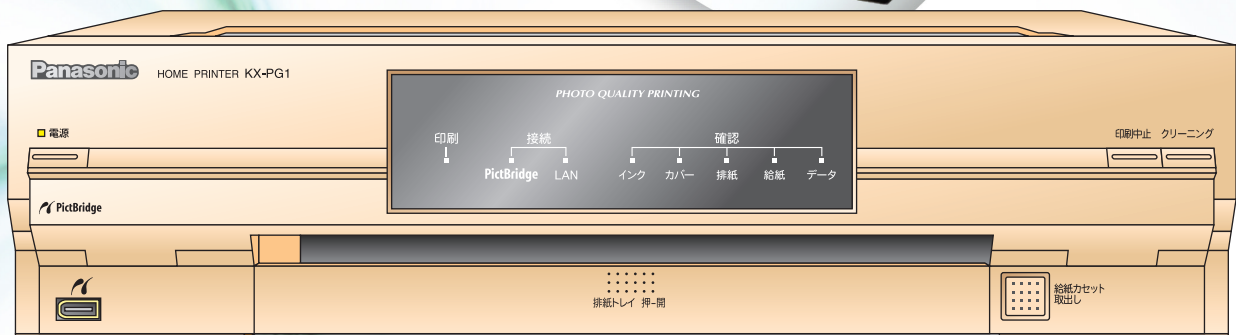 Panasonic HOME PRINTER KX-PG1
PHOTO QUALITY PRINTING
電源
印刷 接続 確認
PictBridge LAN インク カバー 排紙 給紙 データ
印刷中止 クリーニング
PictBridge
排紙トレイ 押-開
給紙カセット
取出し